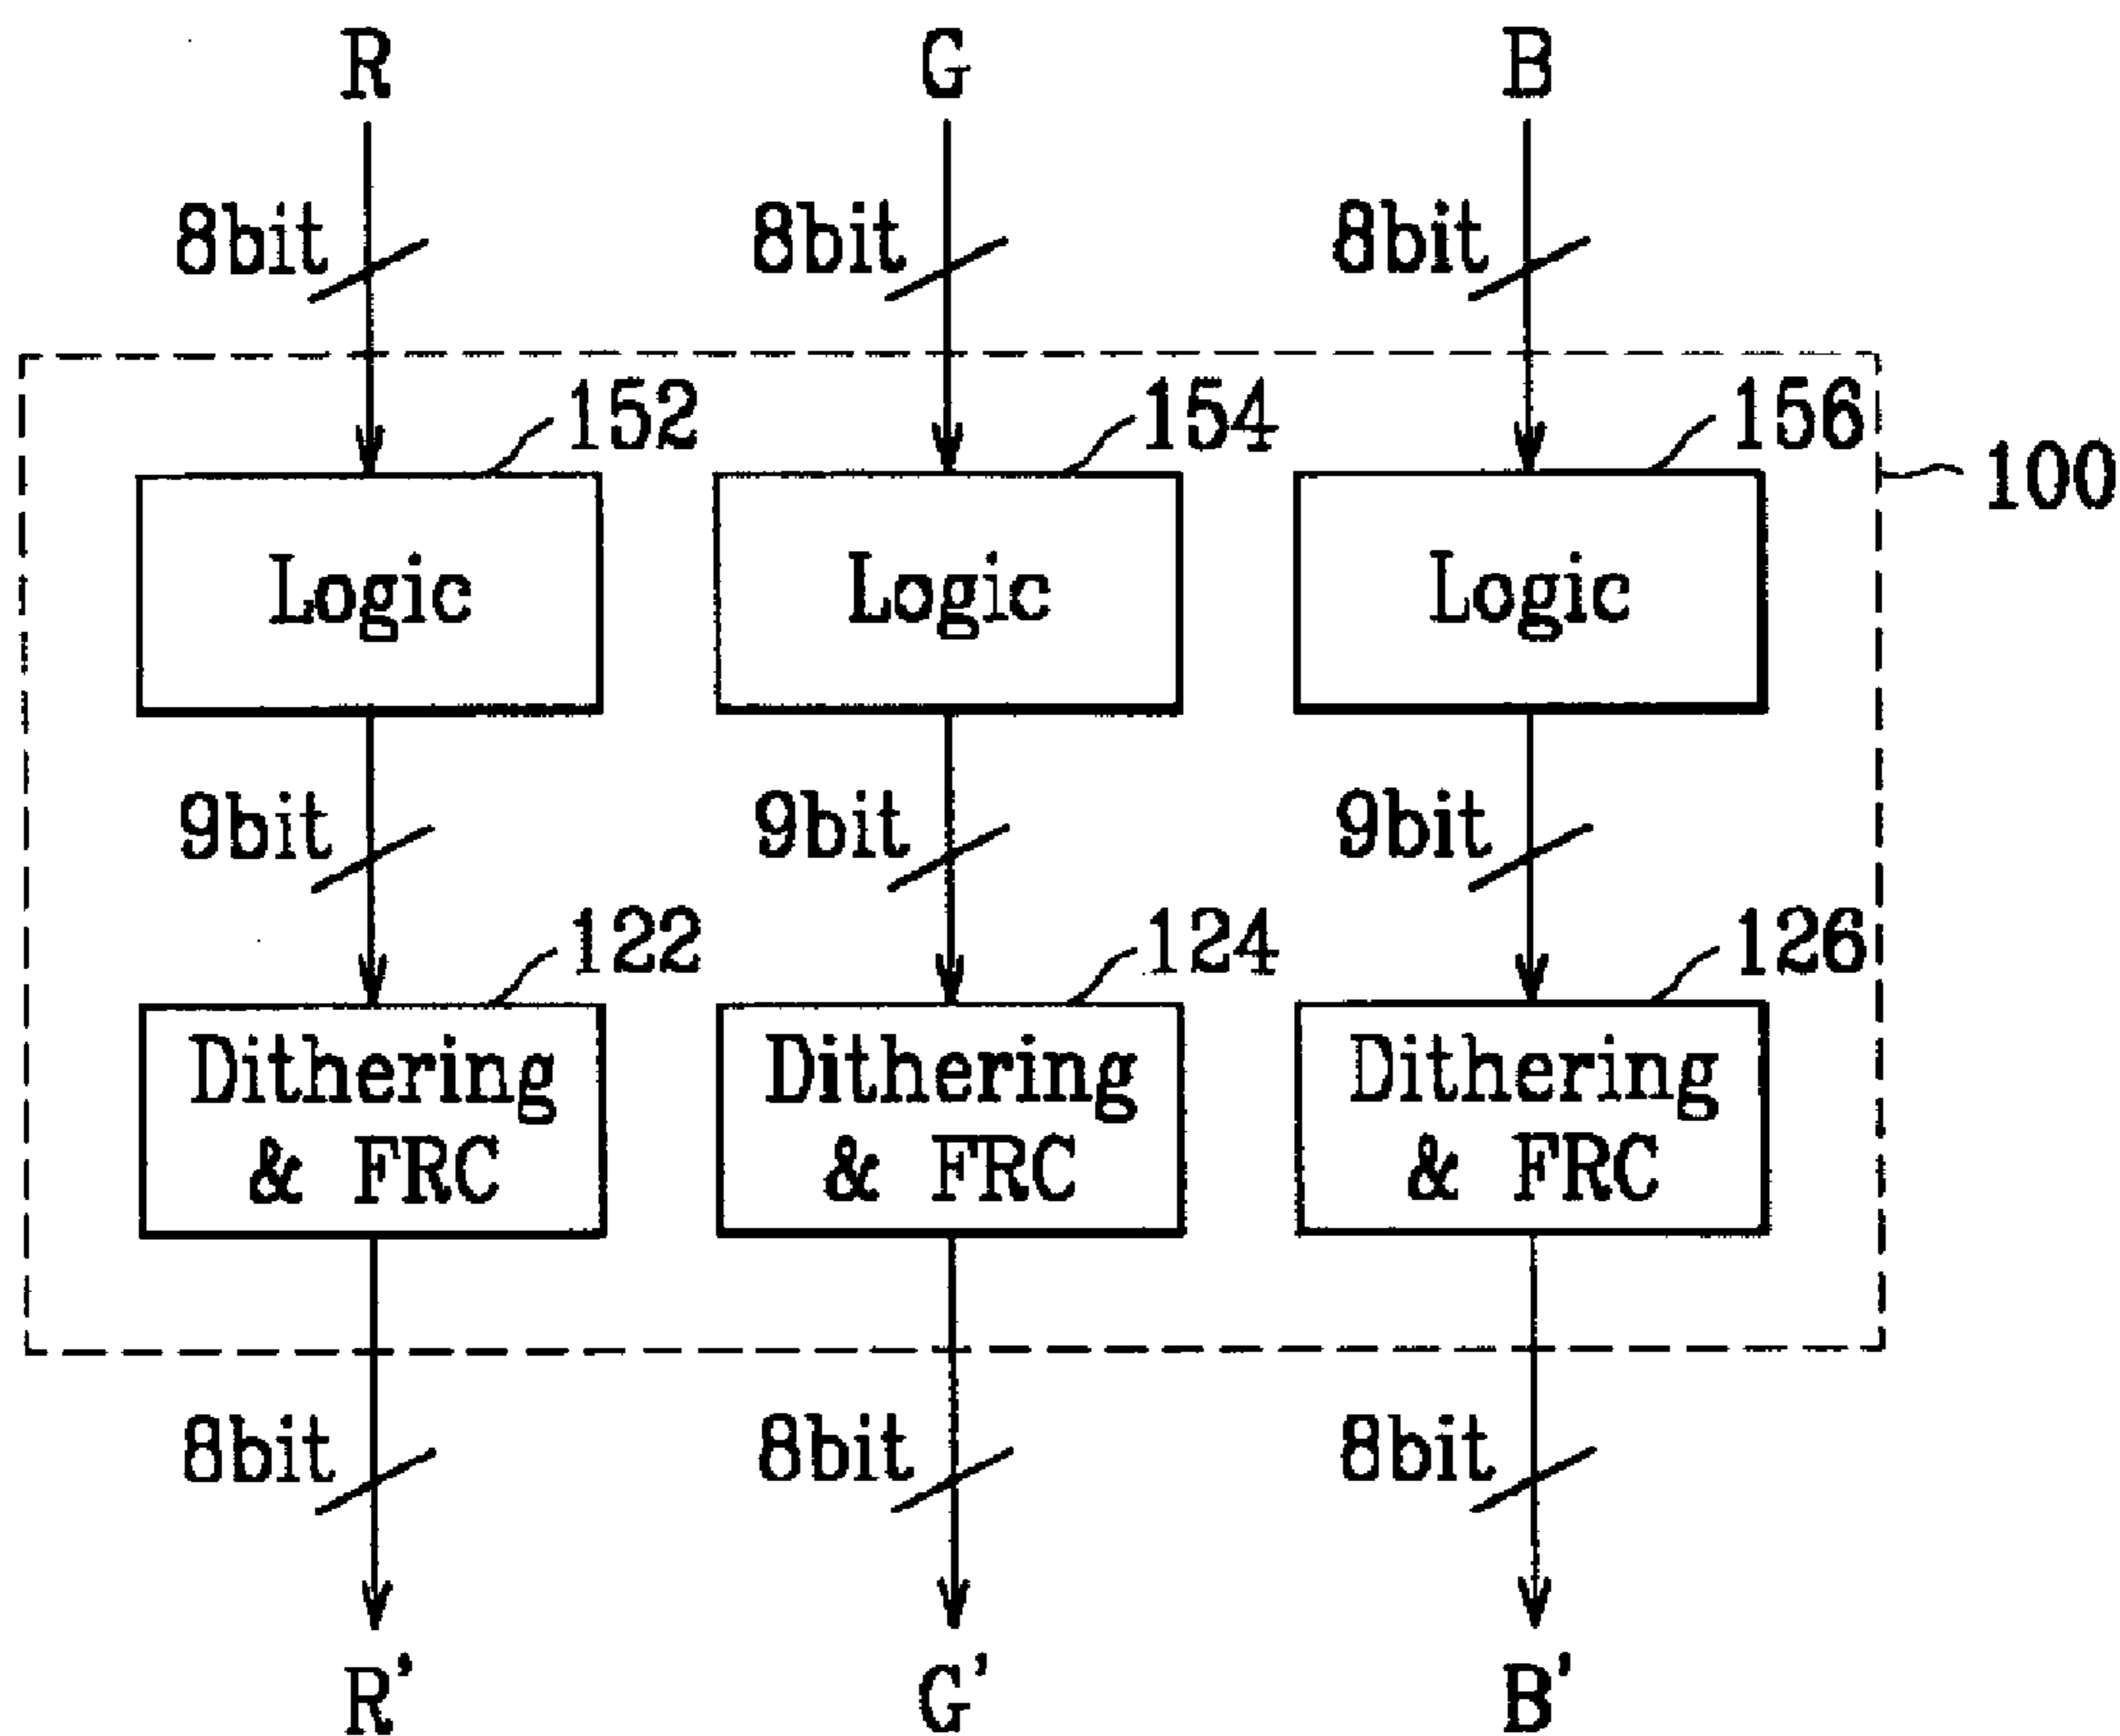 R G B
8bit 8bit 8bit
152 154 156
100
Logic Logic Logic
9bit 9bit 9bit
122 124 126
Dithering Dithering Dithering
& FRC & FRC & FRC
8bit 8bit 8bit
R' G' B'